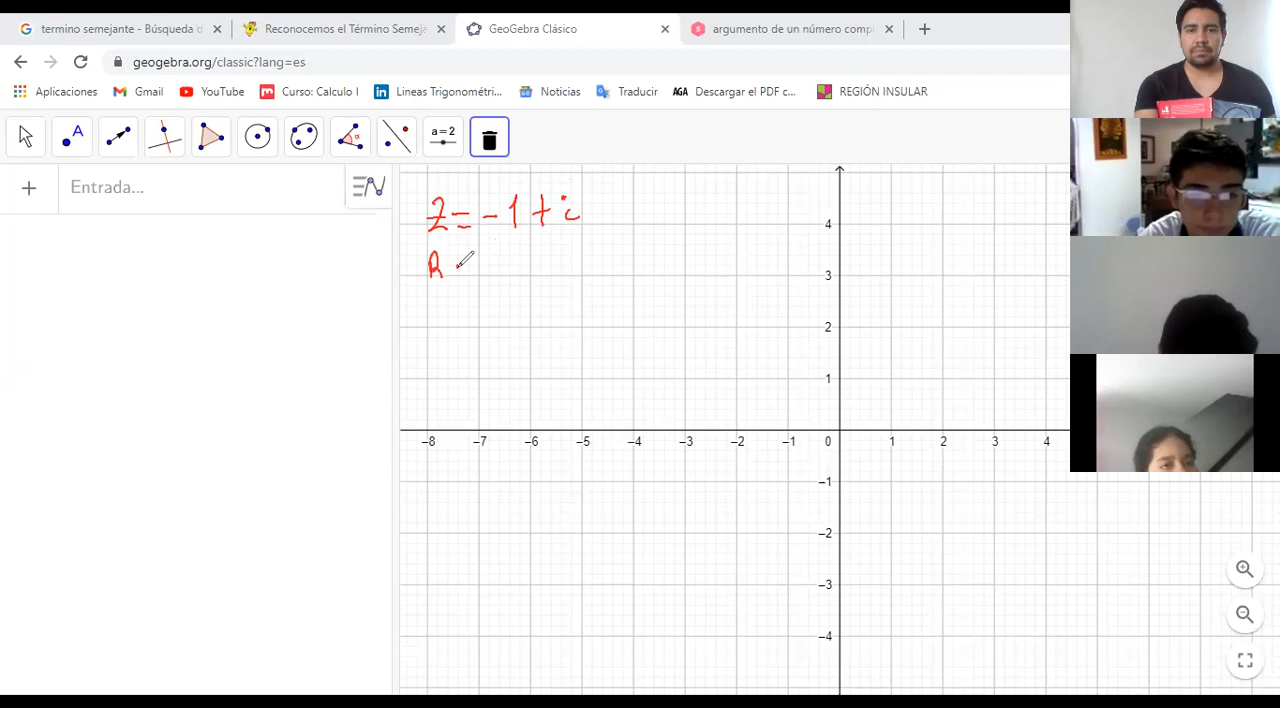 termino semejante - Búsqueda d
Reconocemos el Término Semeja
GeoGebra Clásico
argumento de un número comp
geogebra.org/classic?lang=es
Aplicaciones
Gmail
YouTube
Curso: Calculo I
Lineas Trigonométri...
Noticias
Traducir
AGA Descargar el PDF c...
REGIÓN INSULAR
A
α
a=2
Entrada...
Z = -1 + i
R
4
3
2
1
-8 -7 -6 -5 -4 -3 -2 -1 0 1 2 3 4
-1
-2
-3
-4